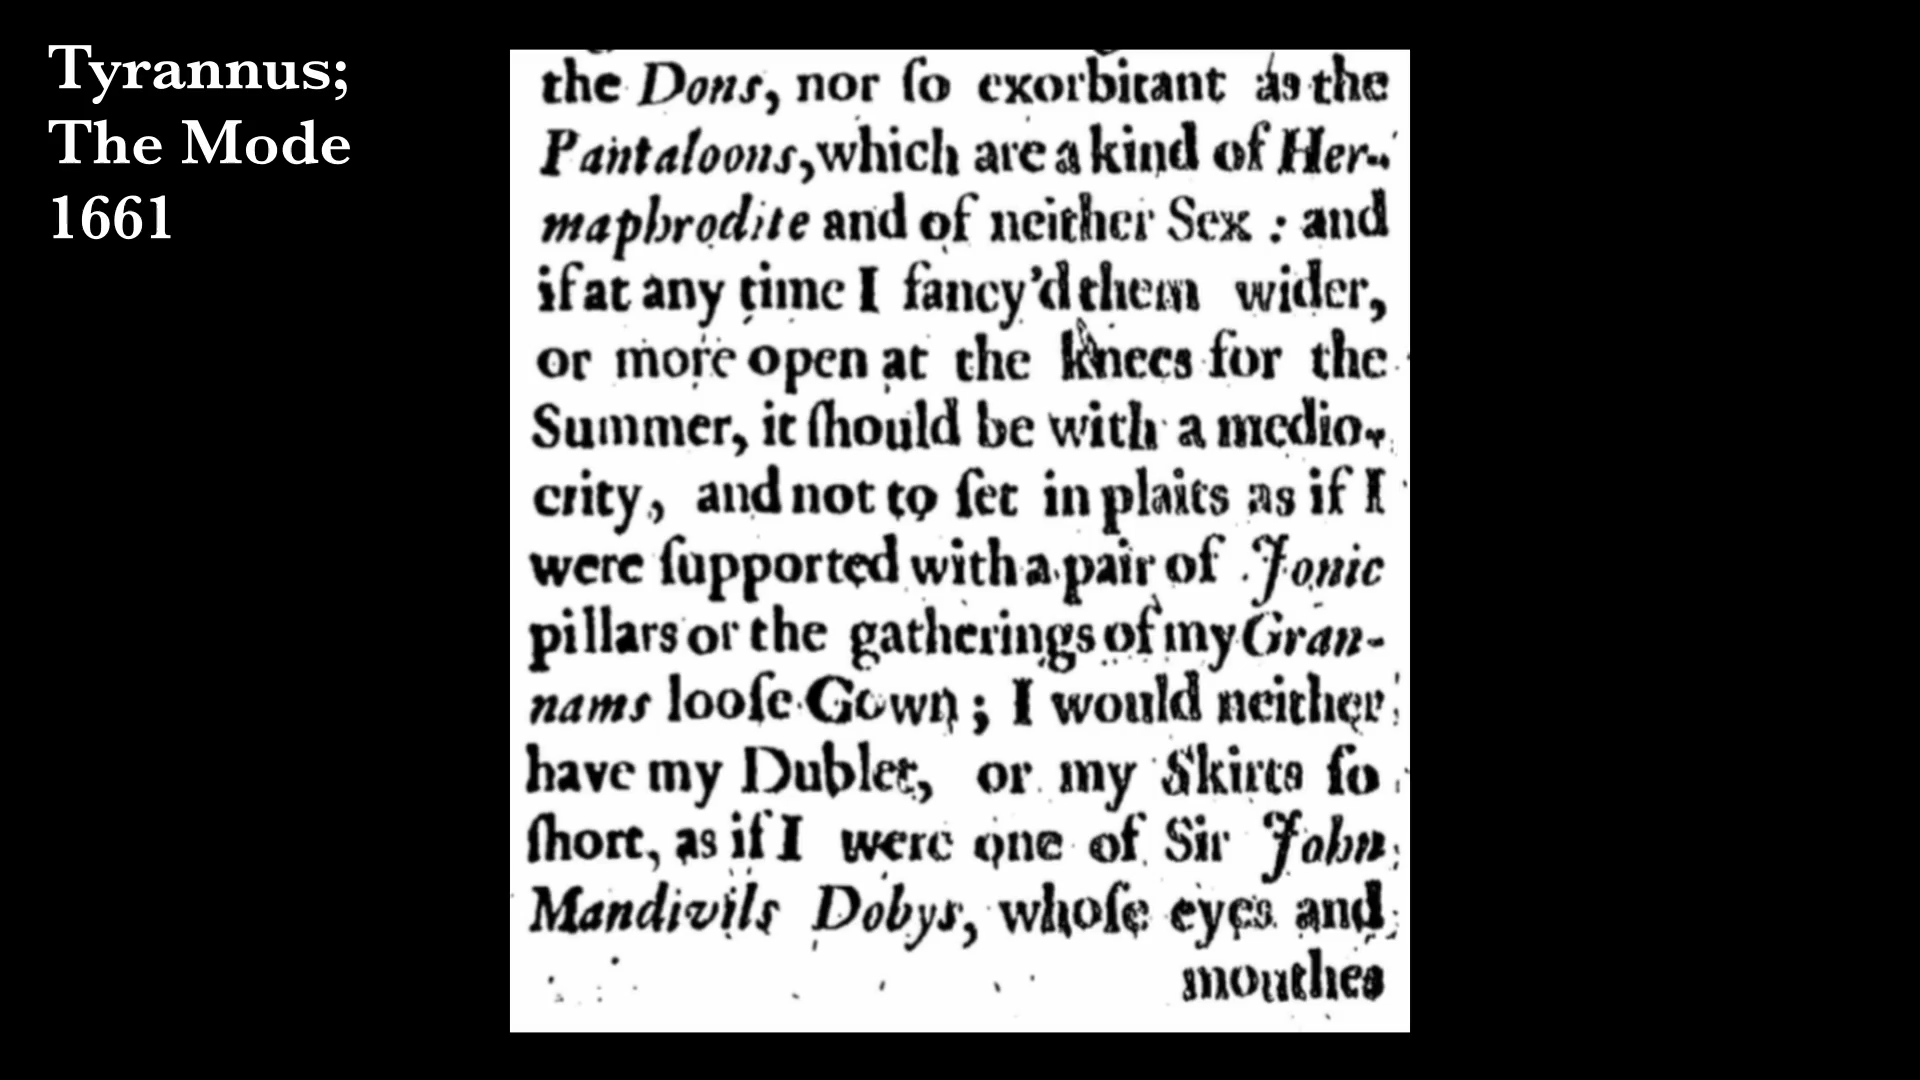 Tyrannus;
The Mode
1661
the Dons, nor ſo exorbitant as the
Pantaloons, which are a kind of Her-
maphrodite and of neither Sex : and
if at any time I fancy'd them wider,
or more open at the knees for the
Summer, it ſhould be with a medio-
crity, and not to ſet in plaits as if I
were ſupported with a pair of Jonic
pillars or the gatherings of my Gran-
nams looſe Gown ; I would neither
have my Dublet, or my Skirts ſo
ſhort, as if I were one of Sir John
Mandivils Dobys, whoſe eyes and
mouthes